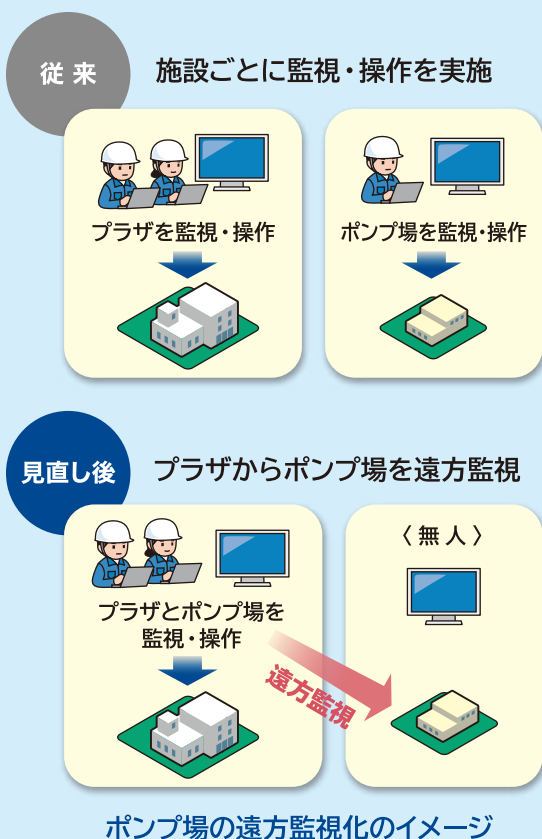 従来
施設ごとに監視・操作を実施
プラザを監視・操作
ポンプ場を監視・操作
見直し後
プラザからポンプ場を遠方監視
プラザとポンプ場を
監視・操作
〈無人〉
遠方監視
ポンプ場の遠方監視化のイメージ